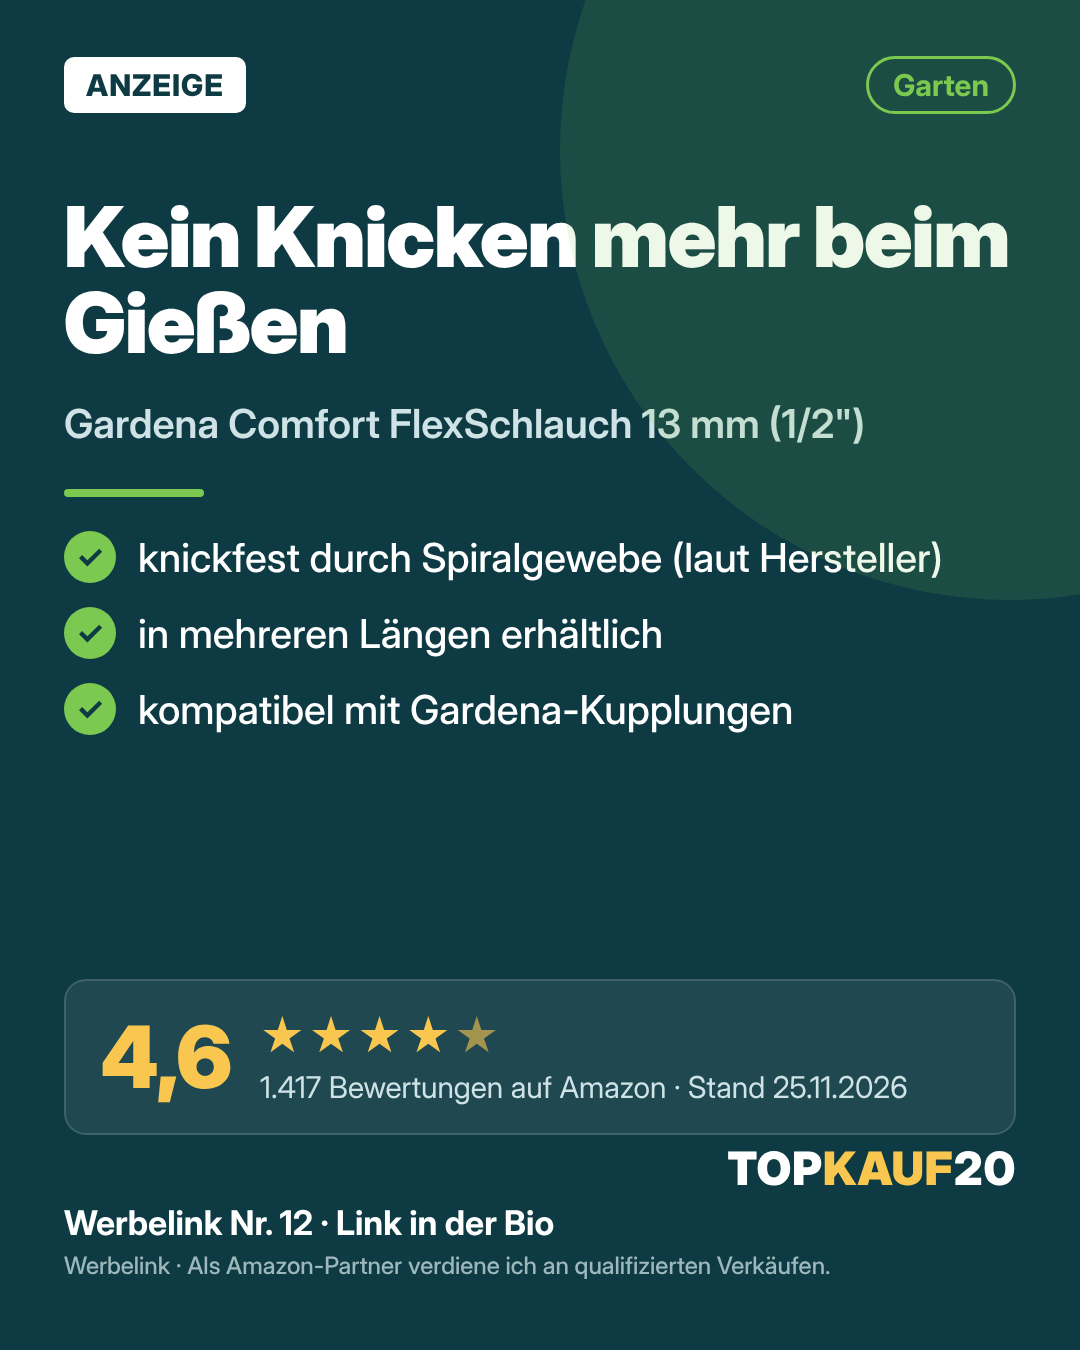 ANZEIGE
Garten
Kein Knicken mehr beim
Gießen
Gardena Comfort FlexSchlauch 13 mm (1/2")
knickfest durch Spiralgewebe (laut Hersteller)
in mehreren Längen erhältlich
kompatibel mit Gardena-Kupplungen
4,6
1.417 Bewertungen auf Amazon · Stand 25.11.2026
TOPKAUF20
Werbelink Nr. 12 · Link in der Bio
Werbelink · Als Amazon-Partner verdiene ich an qualifizierten Verkäufen.